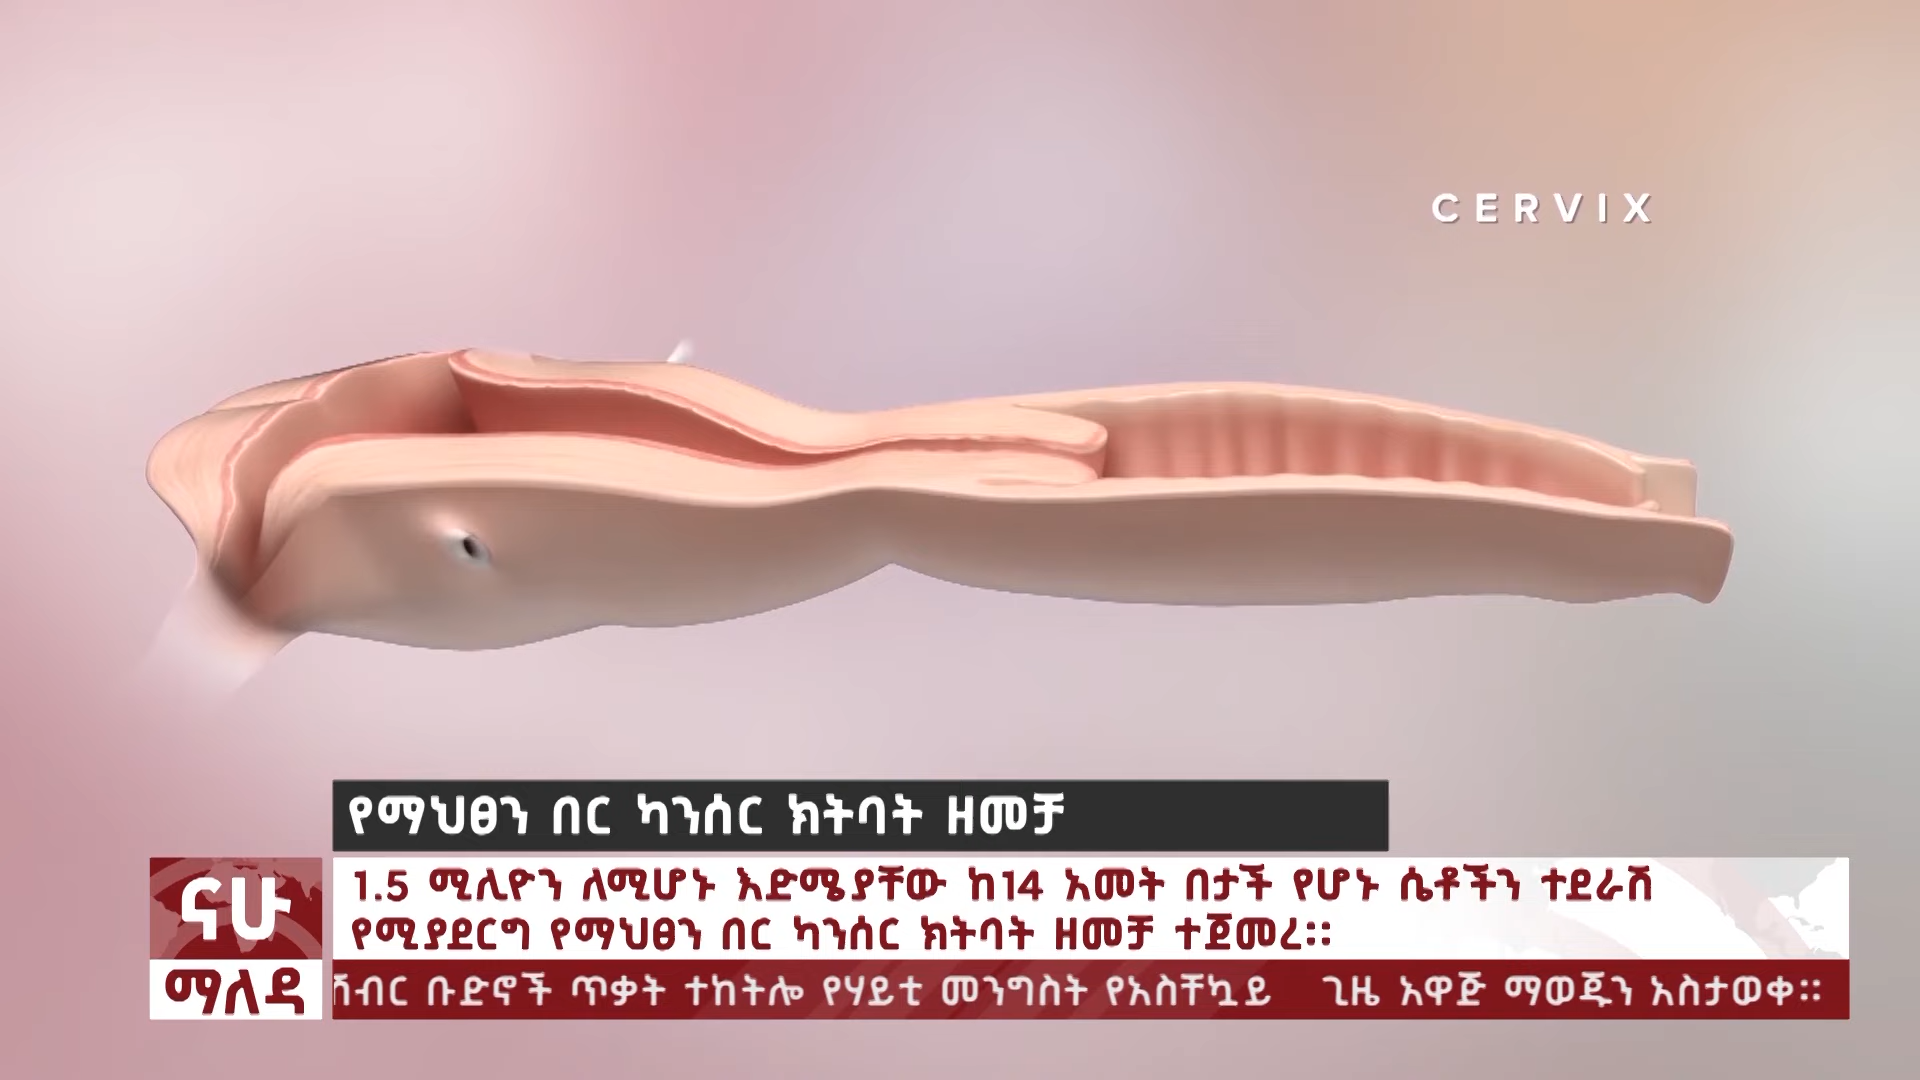 CERVIX
የማህፀን በር ካንሰር ክትባት ዘመቻ
1.5 ሚሊዮን ለሚሆኑ እድሜያቸው ከ14 አመት በታች የሆኑ ሴቶችን ተደራሽ
የሚያደርግ የማህፀን በር ካንሰር ክትባት ዘመቻ ተጀመረ፡፡
ናሁ
ማለዳ
ሽብር ቡድኖች ጥቃት ተከትሎ የሃይቲ መንግስት የአስቸኳይ ጊዜ አዋጅ ማወጁን አስታወቀ፡፡